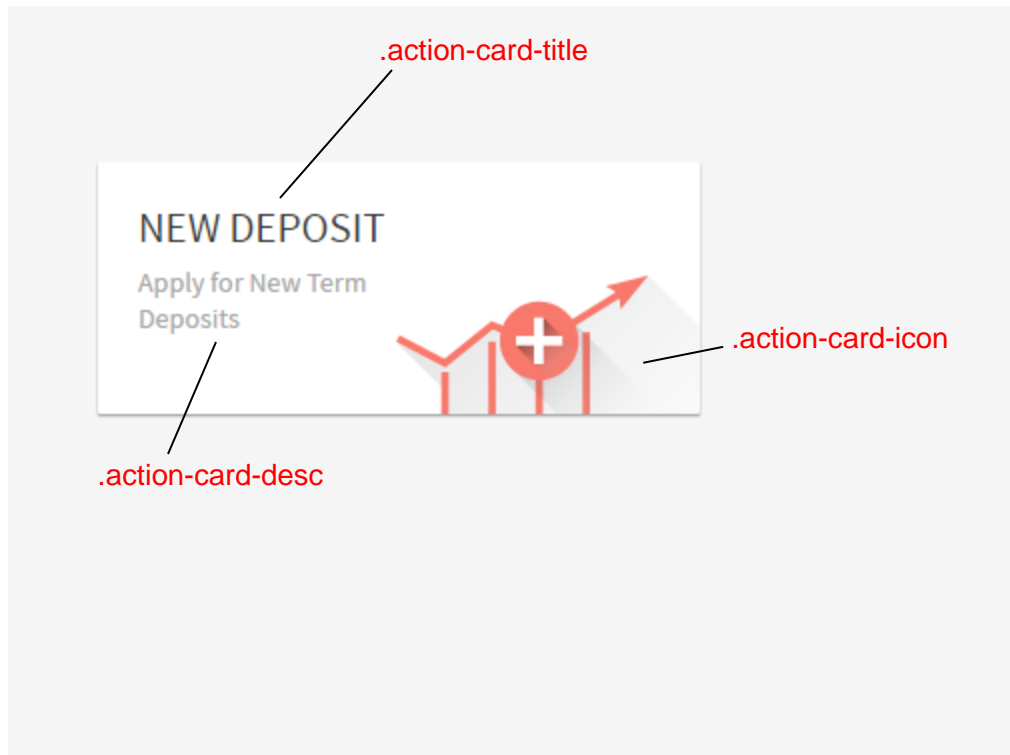 .action-card-title
NEW DEPOSIT
Apply for New Term
Deposits
.action-card-icon
.action-card-desc